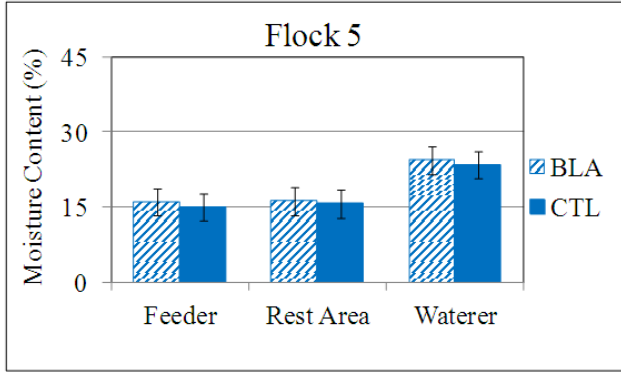 Flock 5
Moisture Content (%)
45
30
15
0
Feeder Rest Area Waterer
BLA
CTL